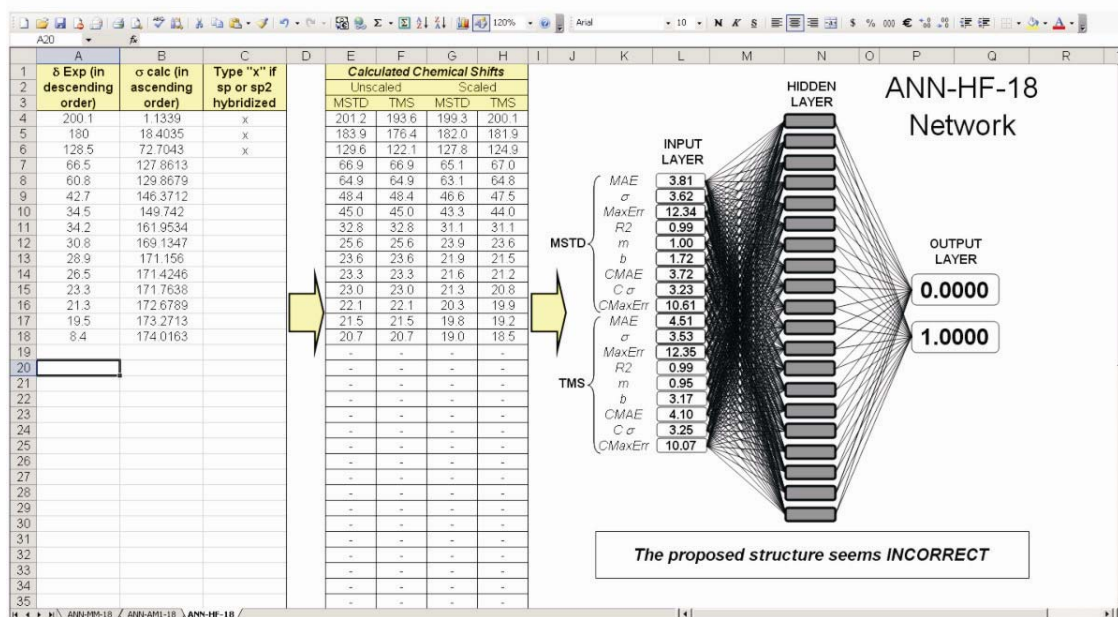 120%
Arial
10
N K S
$ % 000 €
A20 fx
A B C D E F G H I J K L M N O P Q R
1 δ Exp (in descending order) σ calc (in ascending order) Type "x" if sp or sp2 hybridized Calculated Chemical Shifts
2 Unscaled Scaled
3 MSTD TMS MSTD TMS
4 200.1 1.1339 x 201.2 193.6 199.3 200.1
5 180 18.4035 x 183.9 176.4 182.0 181.9
6 128.5 72.7043 x 129.6 122.1 127.8 124.9
7 66.5 127.8613 66.9 66.9 65.1 67.0
8 60.8 129.8679 64.9 64.9 63.1 64.8
9 42.7 146.3712 48.4 48.4 46.6 47.5
10 34.5 149.742 45.0 45.0 43.3 44.0
11 34.2 161.9534 32.8 32.8 31.1 31.1
12 30.8 169.1347 25.6 25.6 23.9 23.6
13 28.9 171.156 23.6 23.6 21.9 21.5
14 26.5 171.4246 23.3 23.3 21.6 21.2
15 23.3 171.7638 23.0 23.0 21.3 20.8
16 21.3 172.6789 22.1 22.1 20.3 19.9
17 19.5 173.2713 21.5 21.5 19.8 19.2
18 8.4 174.0163 20.7 20.7 19.0 18.5
19 - - - -
20 - - - -
21 - - - -
22 - - - -
23 - - - -
24 - - - -
25 - - - -
26 - - - -
27 - - - -
28 - - - -
29 - - - -
30 - - - -
31 - - - -
32 - - - -
33 - - - -
34 - - - -
35 - - - -
ANN-HF-18
Network
HIDDEN
LAYER
INPUT
LAYER
MSTD
MAE 3.81
σ 3.62
MaxErr 12.34
R2 0.99
m 1.00
b 1.72
CMAE 3.72
C σ 3.23
CMaxErr 10.61
TMS
MAE 4.51
σ 3.53
MaxErr 12.35
R2 0.99
m 0.95
b 3.17
CMAE 4.10
C σ 3.25
CMaxErr 10.07
OUTPUT
LAYER
0.0000
1.0000
The proposed structure seems INCORRECT
ANN-MM-18 / ANN-AM1-18 \ ANN-HF-18 /